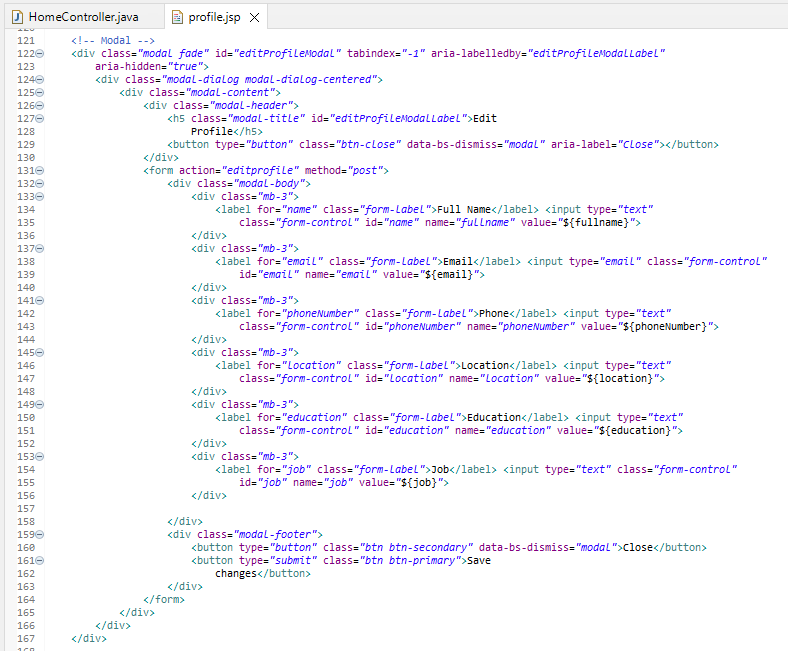 HomeController.java profile.jsp
121 <!-- Modal -->
122 <div class="modal fade" id="editProfileModal" tabindex="-1" aria-labelledby="editProfileModalLabel"
123 aria-hidden="true">
124 <div class="modal-dialog modal-dialog-centered">
125 <div class="modal-content">
126 <div class="modal-header">
127 <h5 class="modal-title" id="editProfileModalLabel">Edit
128 Profile</h5>
129 <button type="button" class="btn-close" data-bs-dismiss="modal" aria-label="Close"></button>
130 </div>
131 <form action="editprofile" method="post">
132 <div class="modal-body">
133 <div class="mb-3">
134 <label for="name" class="form-label">Full Name</label> <input type="text"
135 class="form-control" id="name" name="fullname" value="${fullname}">
136 </div>
137 <div class="mb-3">
138 <label for="email" class="form-label">Email</label> <input type="email" class="form-control"
139 id="email" name="email" value="${email}">
140 </div>
141 <div class="mb-3">
142 <label for="phoneNumber" class="form-label">Phone</label> <input type="text"
143 class="form-control" id="phoneNumber" name="phoneNumber" value="${phoneNumber}">
144 </div>
145 <div class="mb-3">
146 <label for="location" class="form-label">Location</label> <input type="text"
147 class="form-control" id="location" name="location" value="${location}">
148 </div>
149 <div class="mb-3">
150 <label for="education" class="form-label">Education</label> <input type="text"
151 class="form-control" id="education" name="education" value="${education}">
152 </div>
153 <div class="mb-3">
154 <label for="job" class="form-label">Job</label> <input type="text" class="form-control"
155 id="job" name="job" value="${job}">
156 </div>
157
158 </div>
159 <div class="modal-footer">
160 <button type="button" class="btn btn-secondary" data-bs-dismiss="modal">Close</button>
161 <button type="submit" class="btn btn-primary">Save
162 changes</button>
163 </div>
164 </form>
165 </div>
166 </div>
167 </div>